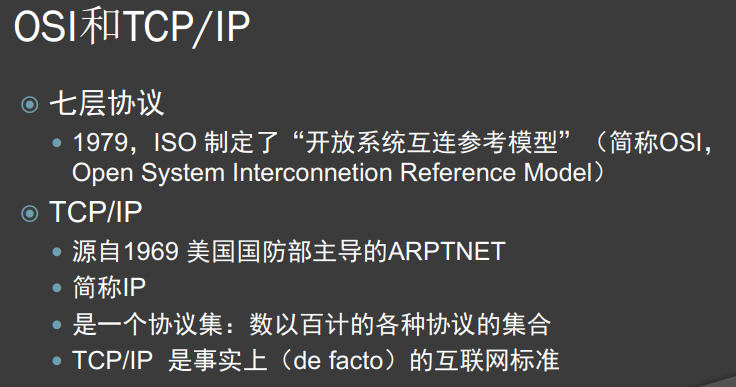 OSI和TCP/IP
七层协议
1979，ISO 制定了“开放系统互连参考模型”（简称OSI，
Open System Interconnetion Reference Model）
TCP/IP
源自1969 美国国防部主导的ARPTNET
简称IP
是一个协议集：数以百计的各种协议的集合
TCP/IP 是事实上（de facto）的互联网标准